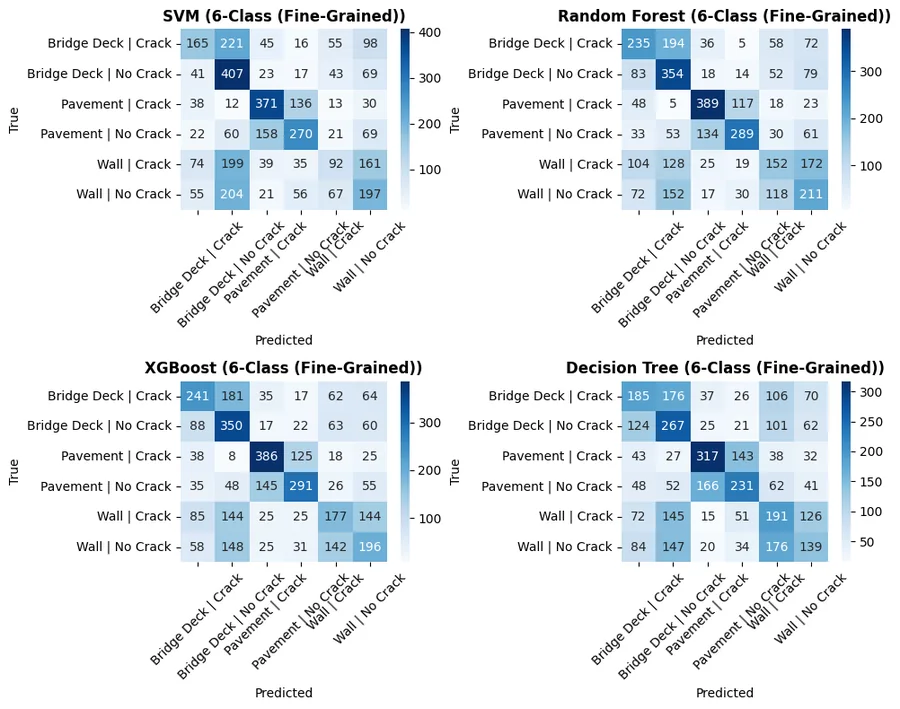 SVM (6-Class (Fine-Grained))
True
Bridge Deck | Crack 165 221 45 16 55 98
Bridge Deck | No Crack 41 407 23 17 43 69
Pavement | Crack 38 12 371 136 13 30
Pavement | No Crack 22 60 158 270 21 69
Wall | Crack 74 199 39 35 92 161
Wall | No Crack 55 204 21 56 67 197
400
300
200
100
Bridge Deck | Crack
Bridge Deck | No Crack
Pavement | Crack
Pavement | No Crack
Wall | Crack
Wall | No Crack
Predicted
Random Forest (6-Class (Fine-Grained))
True
Bridge Deck | Crack 235 194 36 5 58 72
Bridge Deck | No Crack 83 354 18 14 52 79
Pavement | Crack 48 5 389 117 18 23
Pavement | No Crack 33 53 134 289 30 61
Wall | Crack 104 128 25 19 152 172
Wall | No Crack 72 152 17 30 118 211
300
200
100
Bridge Deck | Crack
Bridge Deck | No Crack
Pavement | Crack
Pavement | No Crack
Wall | Crack
Wall | No Crack
Predicted
XGBoost (6-Class (Fine-Grained))
True
Bridge Deck | Crack 241 181 35 17 62 64
Bridge Deck | No Crack 88 350 17 22 63 60
Pavement | Crack 38 8 386 125 18 25
Pavement | No Crack 35 48 145 291 26 55
Wall | Crack 85 144 25 25 177 144
Wall | No Crack 58 148 25 31 142 196
300
200
100
Bridge Deck | Crack
Bridge Deck | No Crack
Pavement | Crack
Pavement | No Crack
Wall | Crack
Wall | No Crack
Predicted
Decision Tree (6-Class (Fine-Grained))
True
Bridge Deck | Crack 185 176 37 26 106 70
Bridge Deck | No Crack 124 267 25 21 101 62
Pavement | Crack 43 27 317 143 38 32
Pavement | No Crack 48 52 166 231 62 41
Wall | Crack 72 145 15 51 191 126
Wall | No Crack 84 147 20 34 176 139
300
250
200
150
100
50
Bridge Deck | Crack
Bridge Deck | No Crack
Pavement | Crack
Pavement | No Crack
Wall | Crack
Wall | No Crack
Predicted